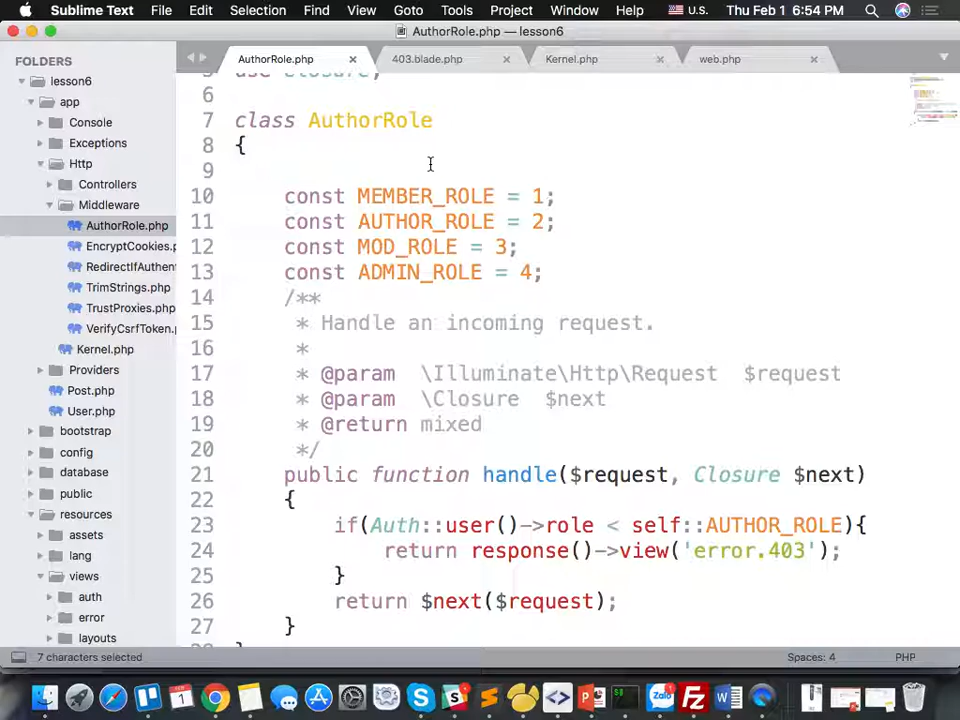 Sublime Text File Edit Selection Find View Goto Tools Project Window Help U.S. Thu Feb 1 6:54 PM
AuthorRole.php — lesson6
FOLDERS
lesson6
app
Console
Exceptions
Http
Controllers
Middleware
AuthorRole.php
EncryptCookies.p
RedirectIfAuthent
TrimStrings.php
TrustProxies.php
VerifyCsrfToken.p
Kernel.php
Providers
Post.php
User.php
bootstrap
config
database
public
resources
assets
lang
views
auth
error
layouts
AuthorRole.php 403.blade.php Kernel.php web.php
5 use Closure;
6
7 class AuthorRole
8 {
9
10 const MEMBER_ROLE = 1;
11 const AUTHOR_ROLE = 2;
12 const MOD_ROLE = 3;
13 const ADMIN_ROLE = 4;
14 /**
15 * Handle an incoming request.
16 *
17 * @param \Illuminate\Http\Request $request
18 * @param \Closure $next
19 * @return mixed
20 */
21 public function handle($request, Closure $next)
22 {
23 if(Auth::user()->role < self::AUTHOR_ROLE){
24 return response()->view('error.403');
25 }
26 return $next($request);
27 }
28 }
7 characters selected Spaces: 4 PHP